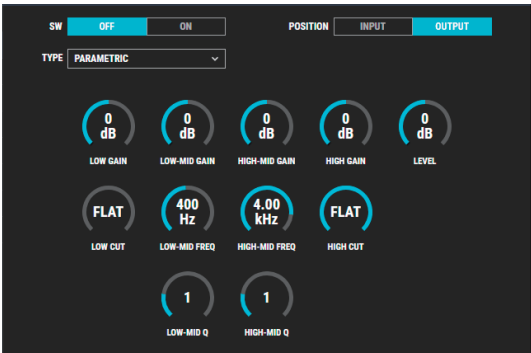 SW OFF ON POSITION INPUT OUTPUT
TYPE PARAMETRIC
0 dB 0 dB 0 dB 0 dB 0 dB
LOW GAIN LOW-MID GAIN HIGH-MID GAIN HIGH GAIN LEVEL
FLAT 400 Hz 4.00 kHz FLAT
LOW CUT LOW-MID FREQ HIGH-MID FREQ HIGH CUT
1 1
LOW-MID Q HIGH-MID Q